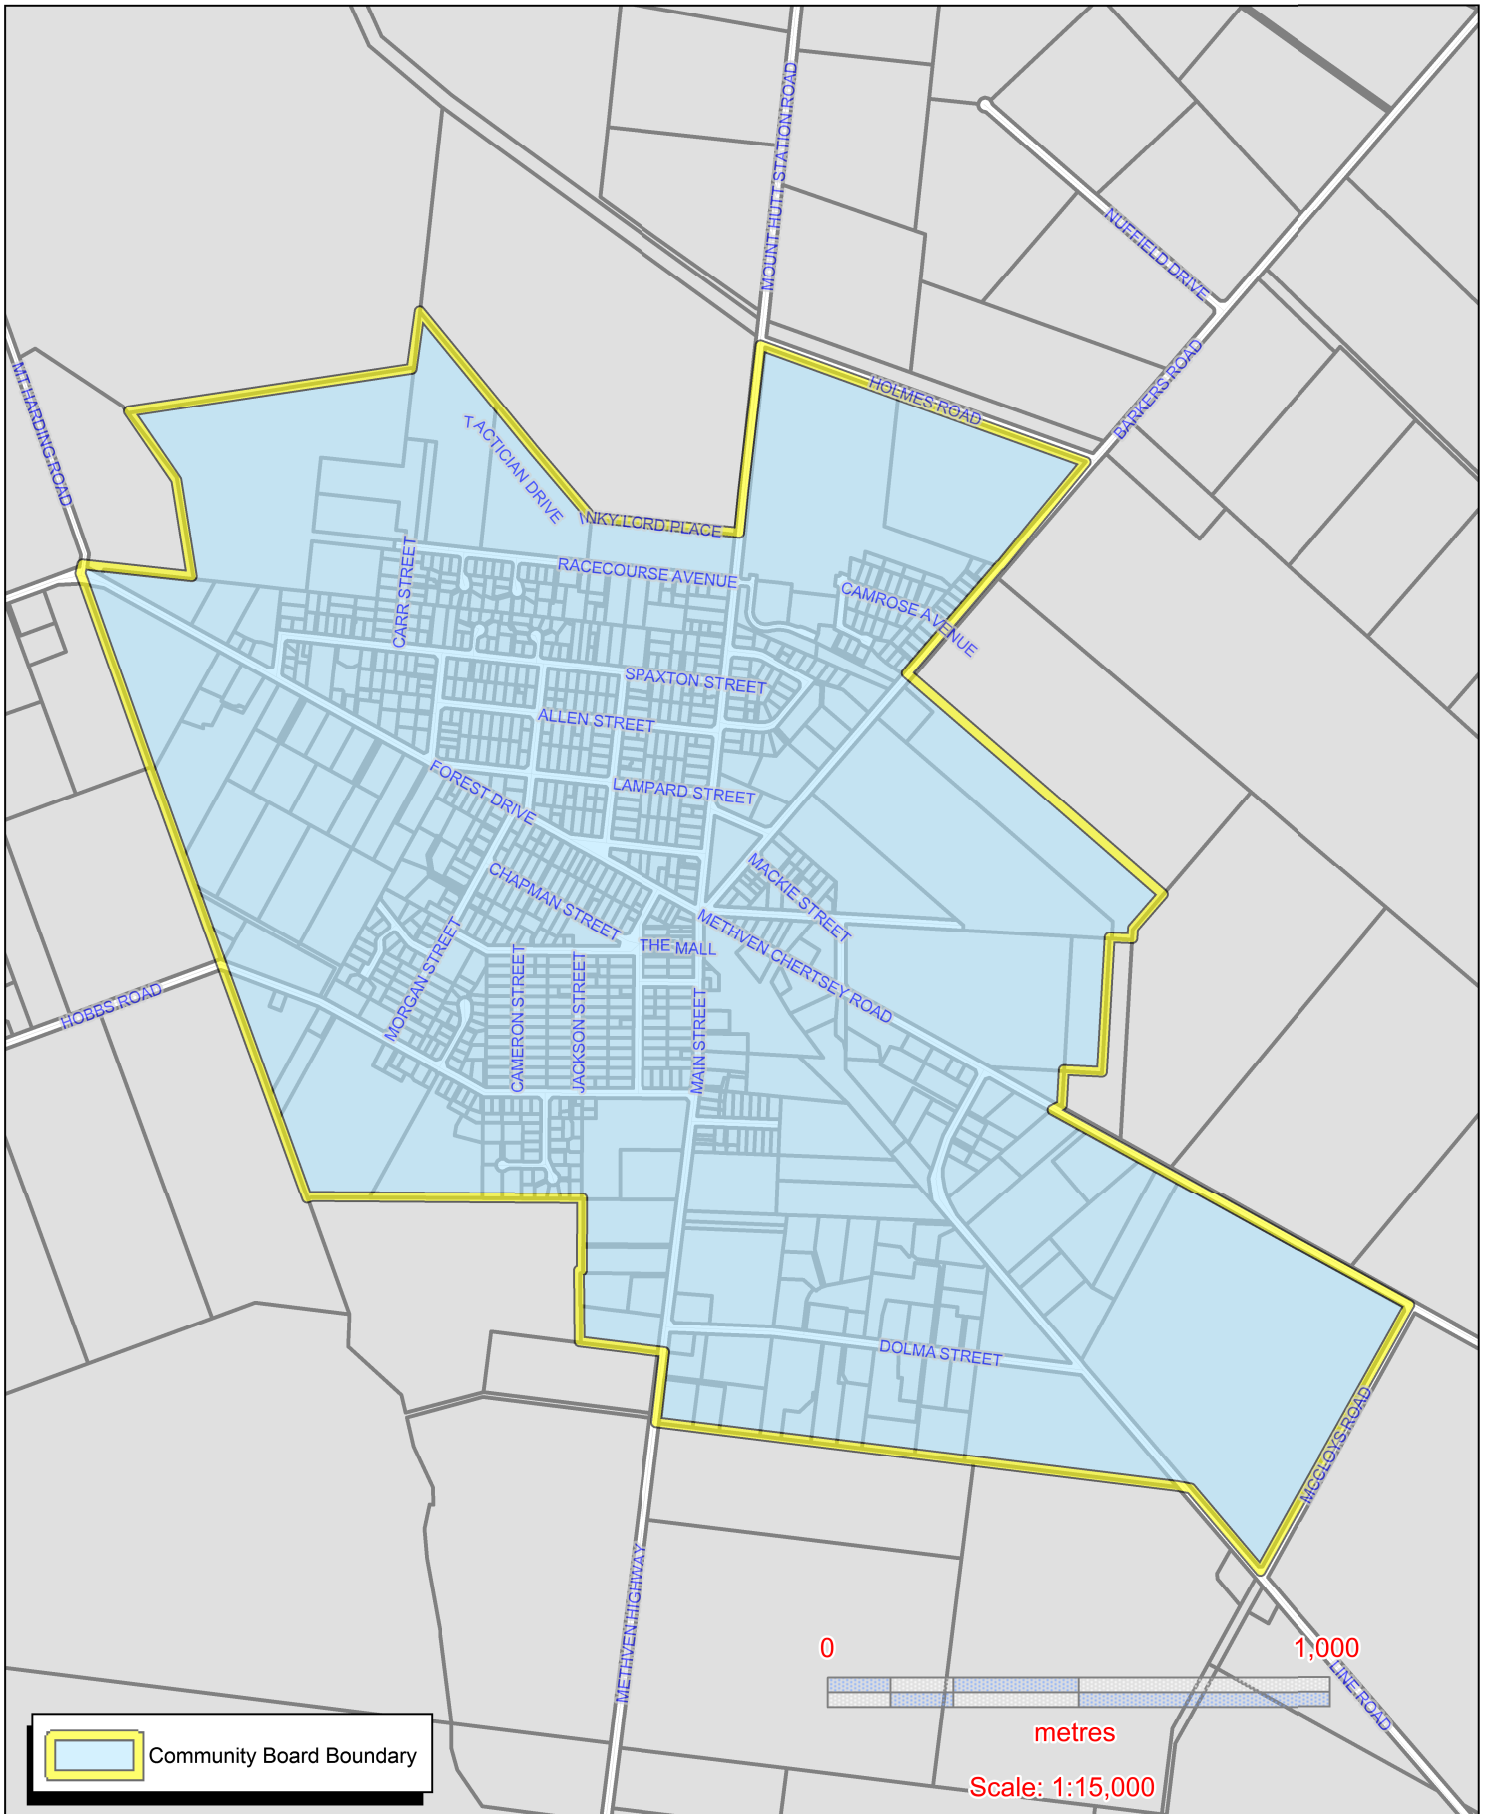 MOUNT HUTT STATION ROAD
NUFFIELD DRIVE
MT HARDING ROAD
HOLMES ROAD
BARKERS ROAD
TACTICIAN DRIVE
INKY LORD PLACE
RACECOURSE AVENUE
CARR STREET
CAMROSE AVENUE
SPAXTON STREET
ALLEN STREET
FOREST DRIVE
LAMPARD STREET
CHAPMAN STREET
MACKIE STREET
THE MALL
METHVEN CHERTSEY ROAD
MORGAN STREET
CAMERON STREET
JACKSON STREET
MAIN STREET
HOBBS ROAD
DOLMA STREET
MCCLOYS ROAD
METHVEN HIGHWAY
LINE ROAD
0 1,000
metres
Scale: 1:15,000
Community Board Boundary